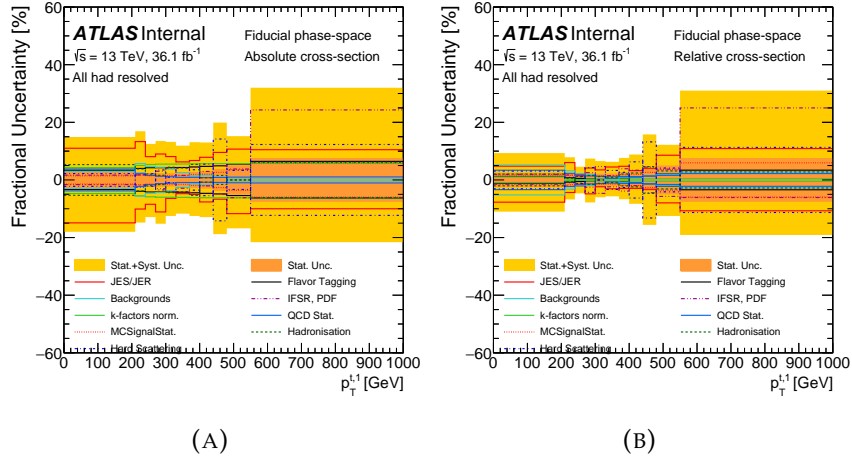 Fractional Uncertainty [%]
60
40
20
0
−20
−40
−60
ATLAS Internal
√s = 13 TeV, 36.1 fb⁻¹
All had resolved
Fiducial phase-space
Absolute cross-section
Stat.+Syst. Unc.
Stat. Unc.
JES/JER
Flavor Tagging
Backgrounds
IFSR, PDF
k-factors norm.
QCD Stat.
MCSignalStat.
Hadronisation
Hard Scattering
0 100 200 300 400 500 600 700 800 900 1000
p_T^{t,1} [GeV]
(A)
Fractional Uncertainty [%]
60
40
20
0
−20
−40
−60
ATLAS Internal
√s = 13 TeV, 36.1 fb⁻¹
All had resolved
Fiducial phase-space
Relative cross-section
Stat.+Syst. Unc.
Stat. Unc.
JES/JER
Flavor Tagging
Backgrounds
IFSR, PDF
k-factors norm.
QCD Stat.
MCSignalStat.
Hadronisation
Hard Scattering
0 100 200 300 400 500 600 700 800 900 1000
p_T^{t,1} [GeV]
(B)